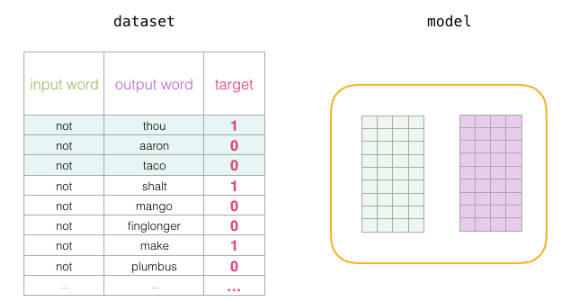 dataset
model
input word output word target
not thou 1
not aaron 0
not taco 0
not shalt 1
not mango 0
not finglonger 0
not make 1
not plumbus 0
... ... ...